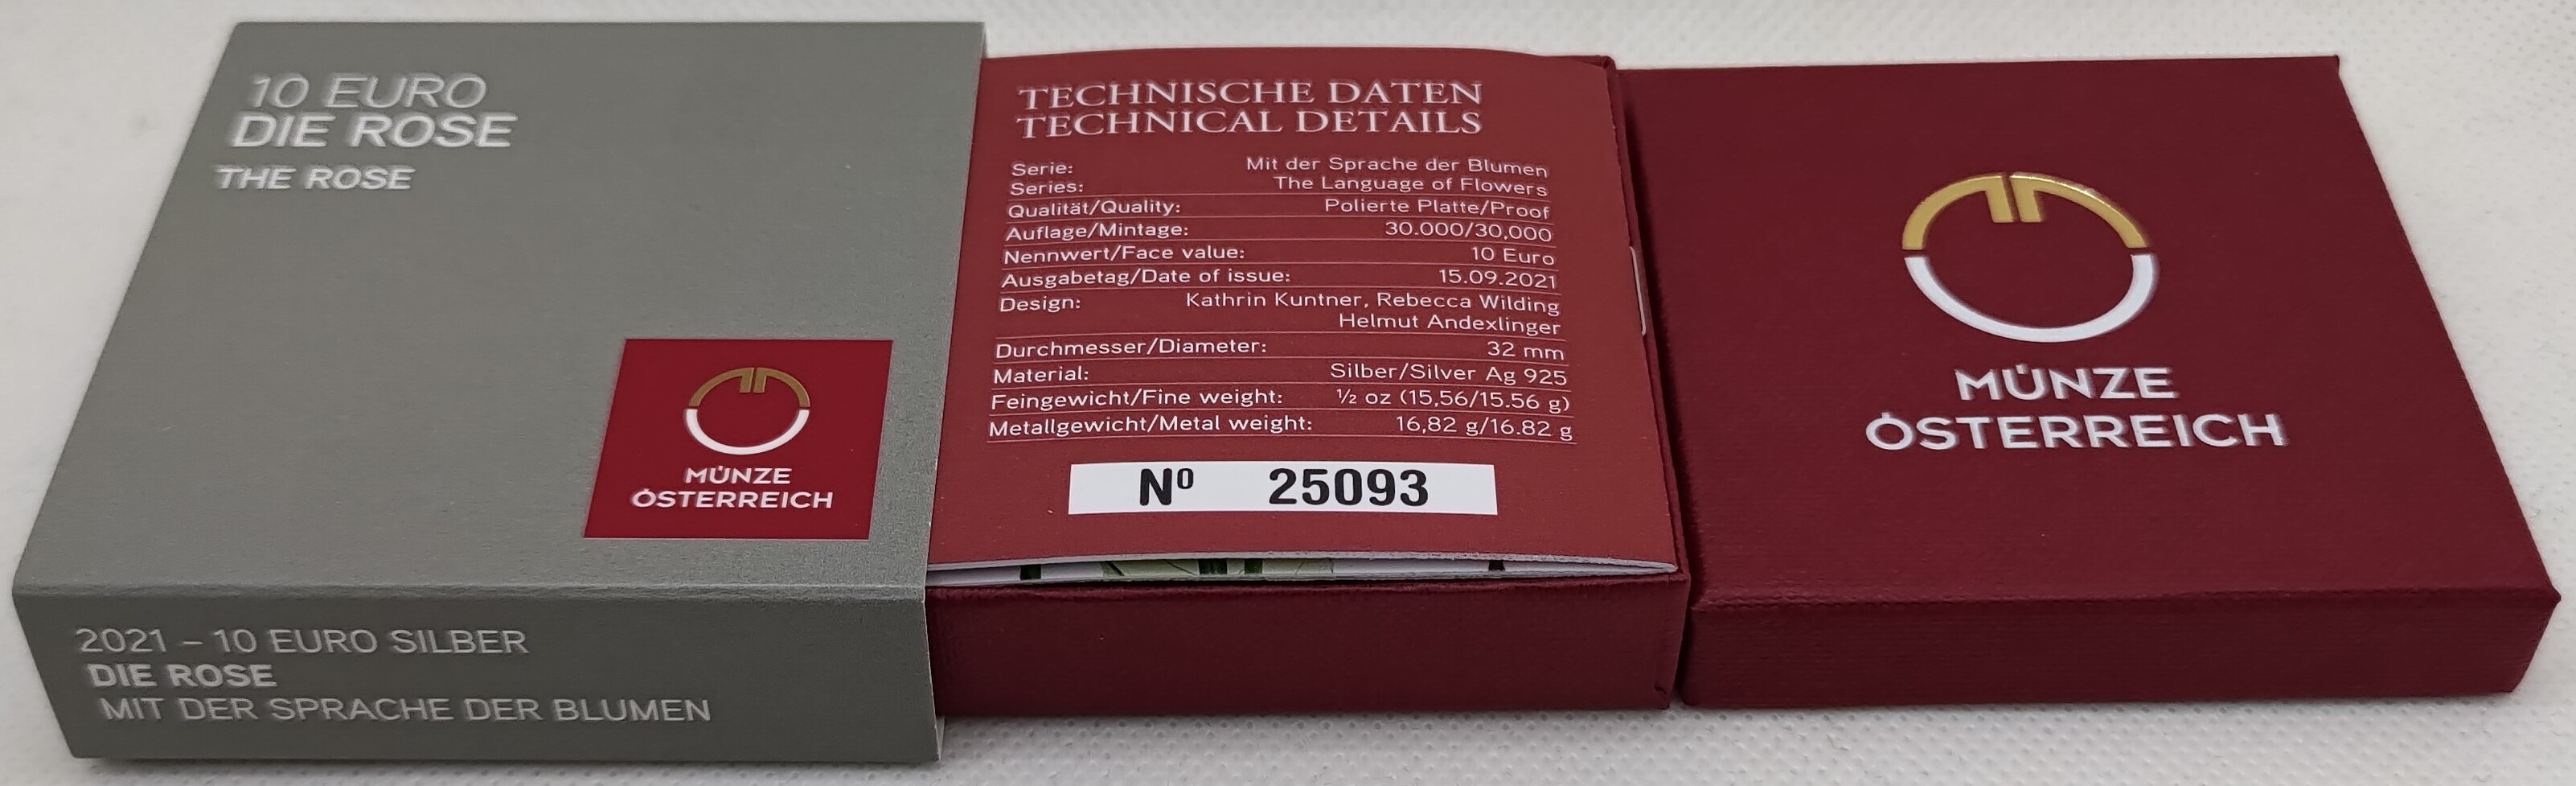 10 EURO
DIE ROSE
THE ROSE
MÜNZE
ÖSTERREICH
2021 – 10 EURO SILBER
DIE ROSE
MIT DER SPRACHE DER BLUMEN
TECHNISCHE DATEN
TECHNICAL DETAILS
Serie: Mit der Sprache der Blumen
Series: The Language of Flowers
Qualität/Quality: Polierte Platte/Proof
Auflage/Mintage: 30.000/30,000
Nennwert/Face value: 10 Euro
Ausgabetag/Date of issue: 15.09.2021
Design: Kathrin Kuntner, Rebecca Wilding
Helmut Andexlinger
Durchmesser/Diameter: 32 mm
Material: Silber/Silver Ag 925
Feingewicht/Fine weight: ½ oz (15,56/15.56 g)
Metallgewicht/Metal weight: 16,82 g/16.82 g
Nº 25093
MÜNZE
ÖSTERREICH